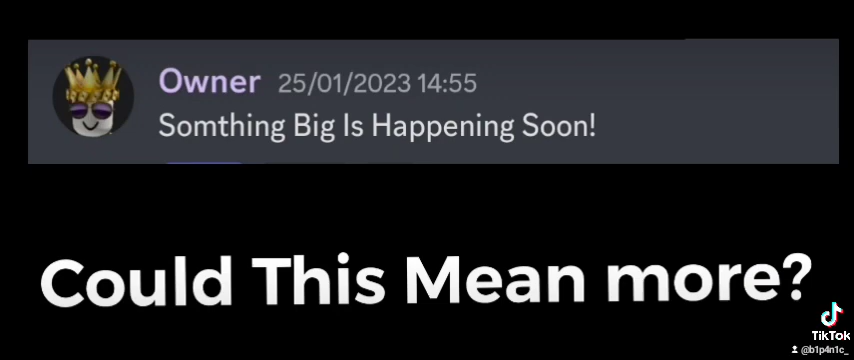 Owner 25/01/2023 14:55
Somthing Big Is Happening Soon!
Could This Mean more?
TikTok
@b1p4n1c_